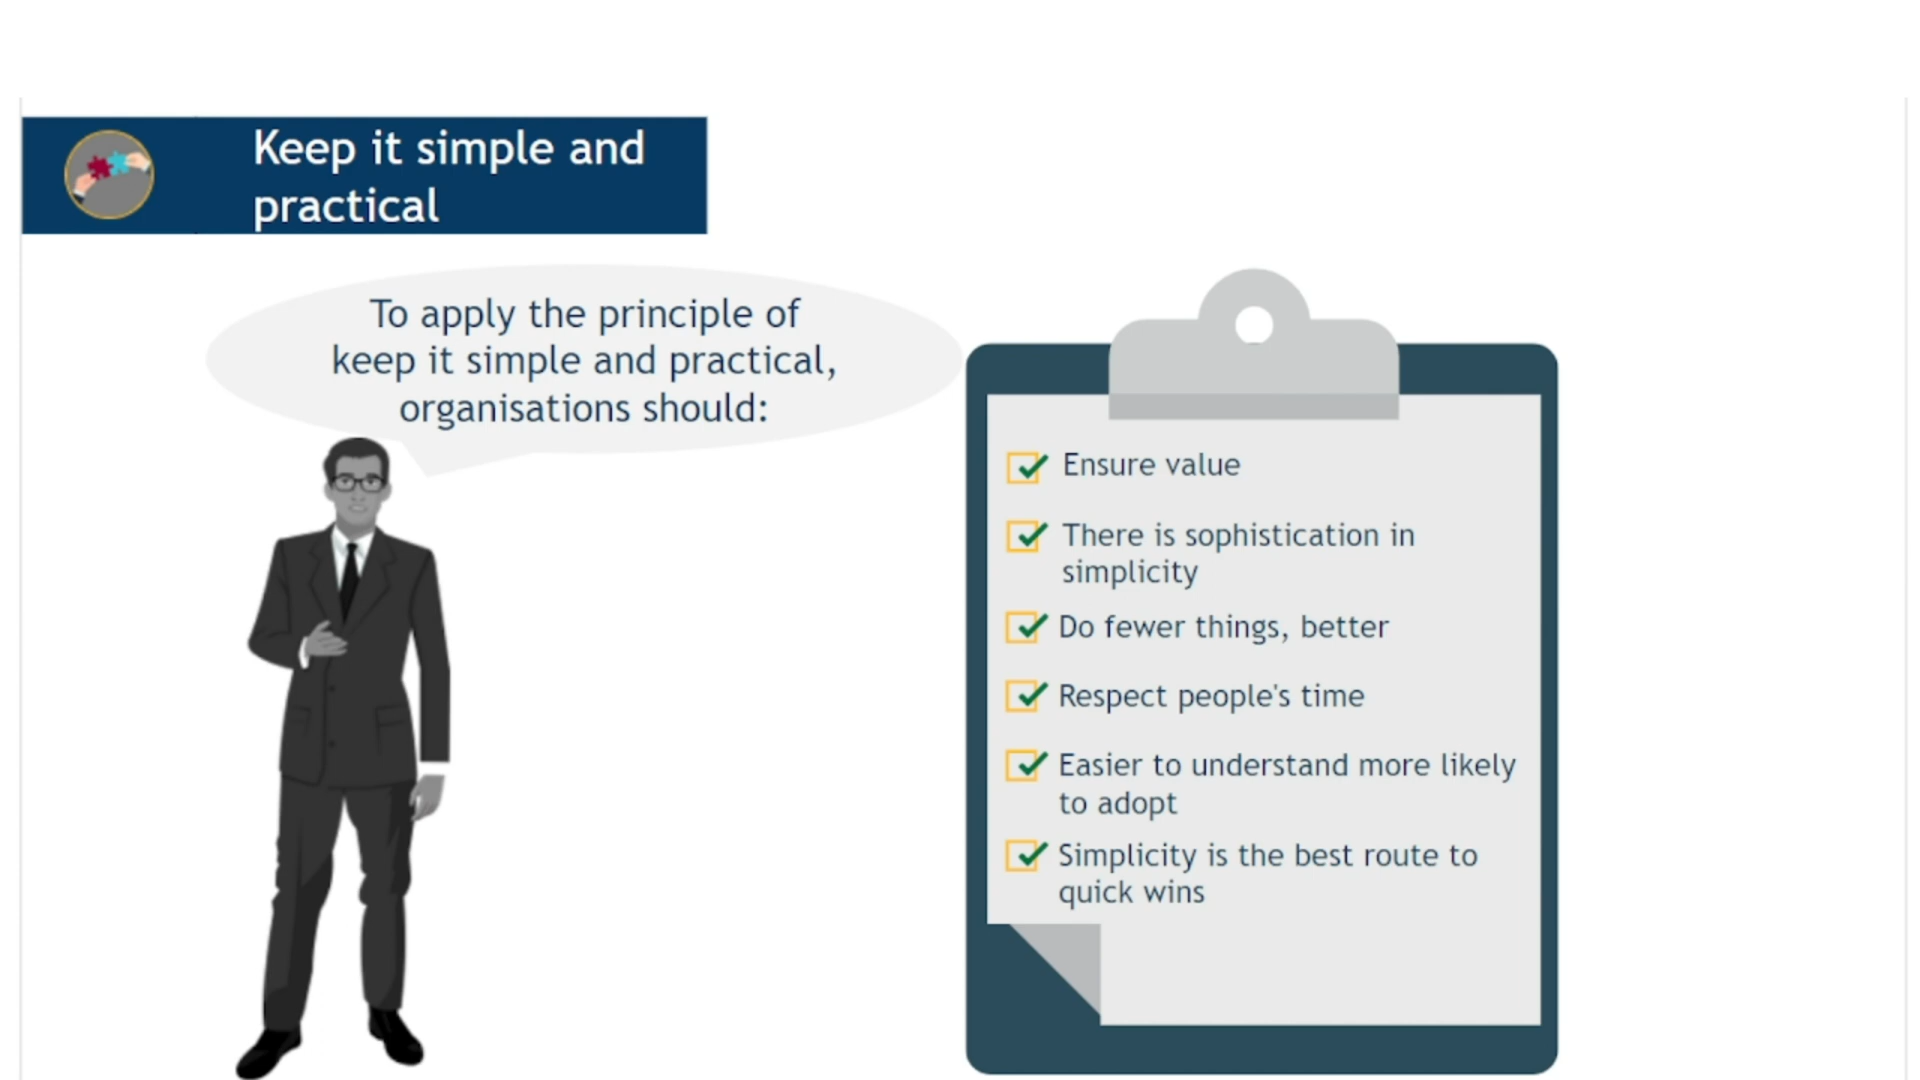 Keep it simple and
practical
To apply the principle of
keep it simple and practical,
organisations should:
Ensure value
There is sophistication in
simplicity
Do fewer things, better
Respect people's time
Easier to understand more likely
to adopt
Simplicity is the best route to
quick wins